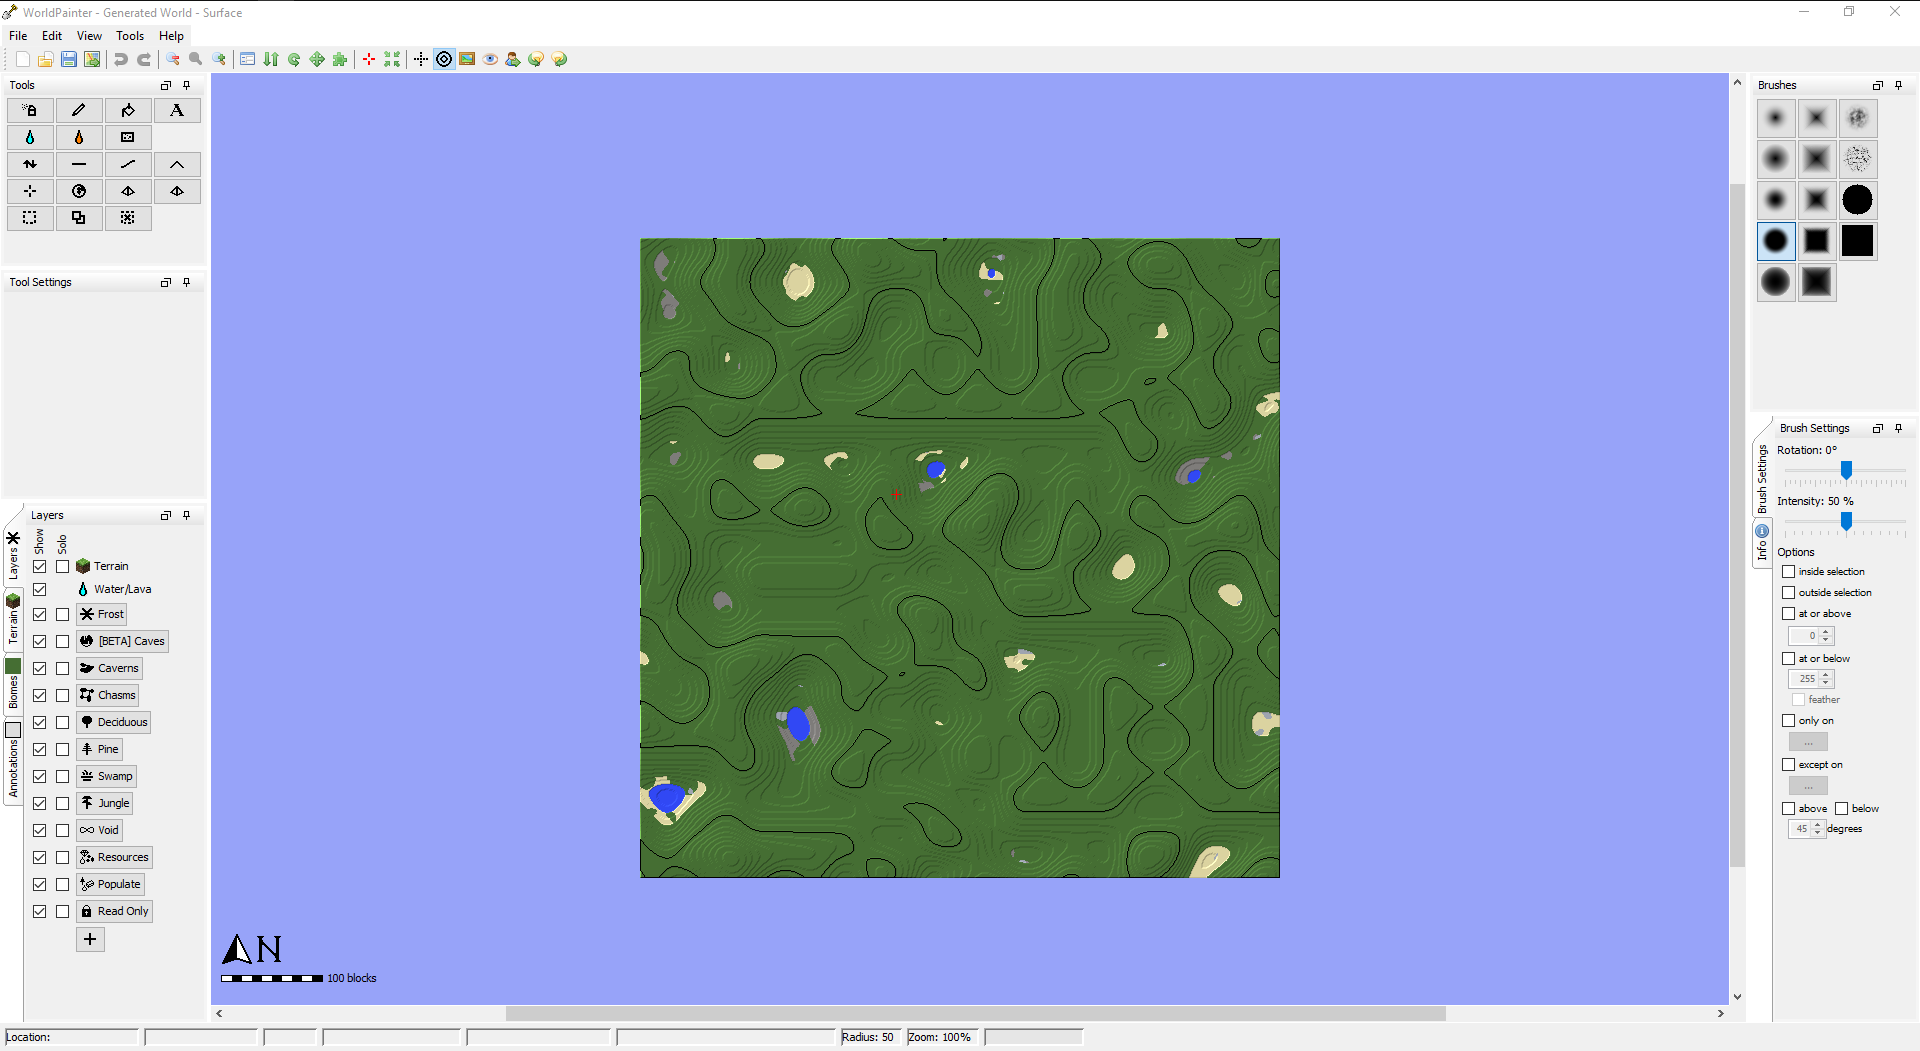 WorldPainter - Generated World - Surface
File Edit View Tools Help
Tools
A
Tool Settings
Layers
Show
Solo
Terrain
Water/Lava
Frost
[BETA] Caves
Caverns
Chasms
Deciduous
Pine
Swamp
Jungle
Void
Resources
Populate
Read Only
Layers
Terrain
Biomes
Annotations
N
100 blocks
Brushes
Brush Settings
Info
Brush Settings
Rotation: 0°
Intensity: 50 %
Options
inside selection
outside selection
at or above
0
at or below
255
feather
only on
...
except on
...
above below
45 degrees
Location:
Radius: 50
Zoom: 100%